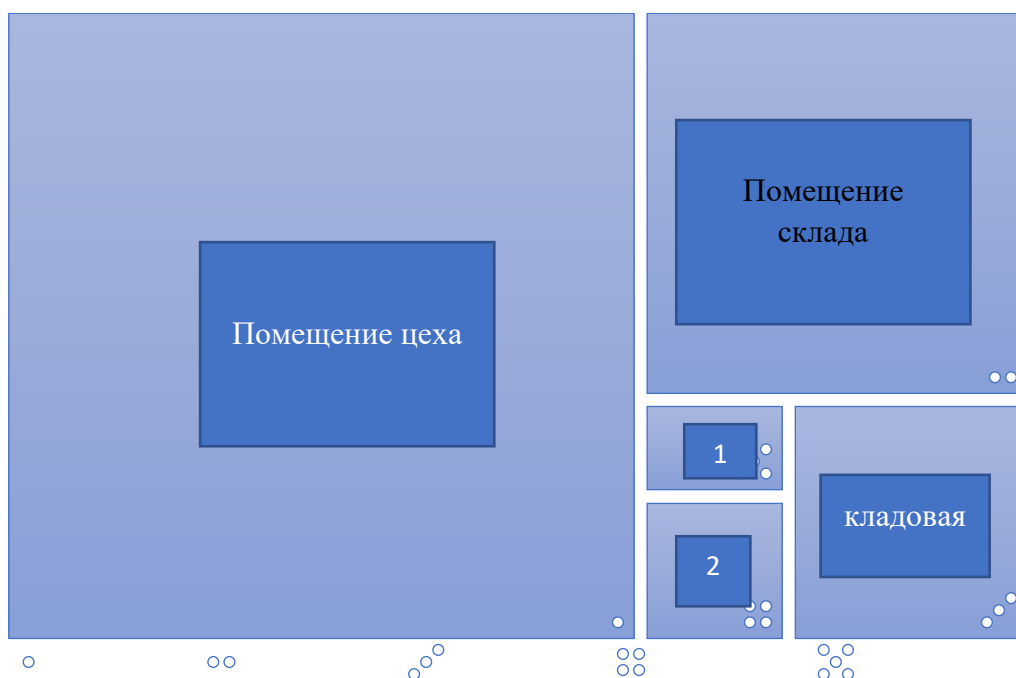 Помещение
склада
Помещение цеха
1
кладовая
2